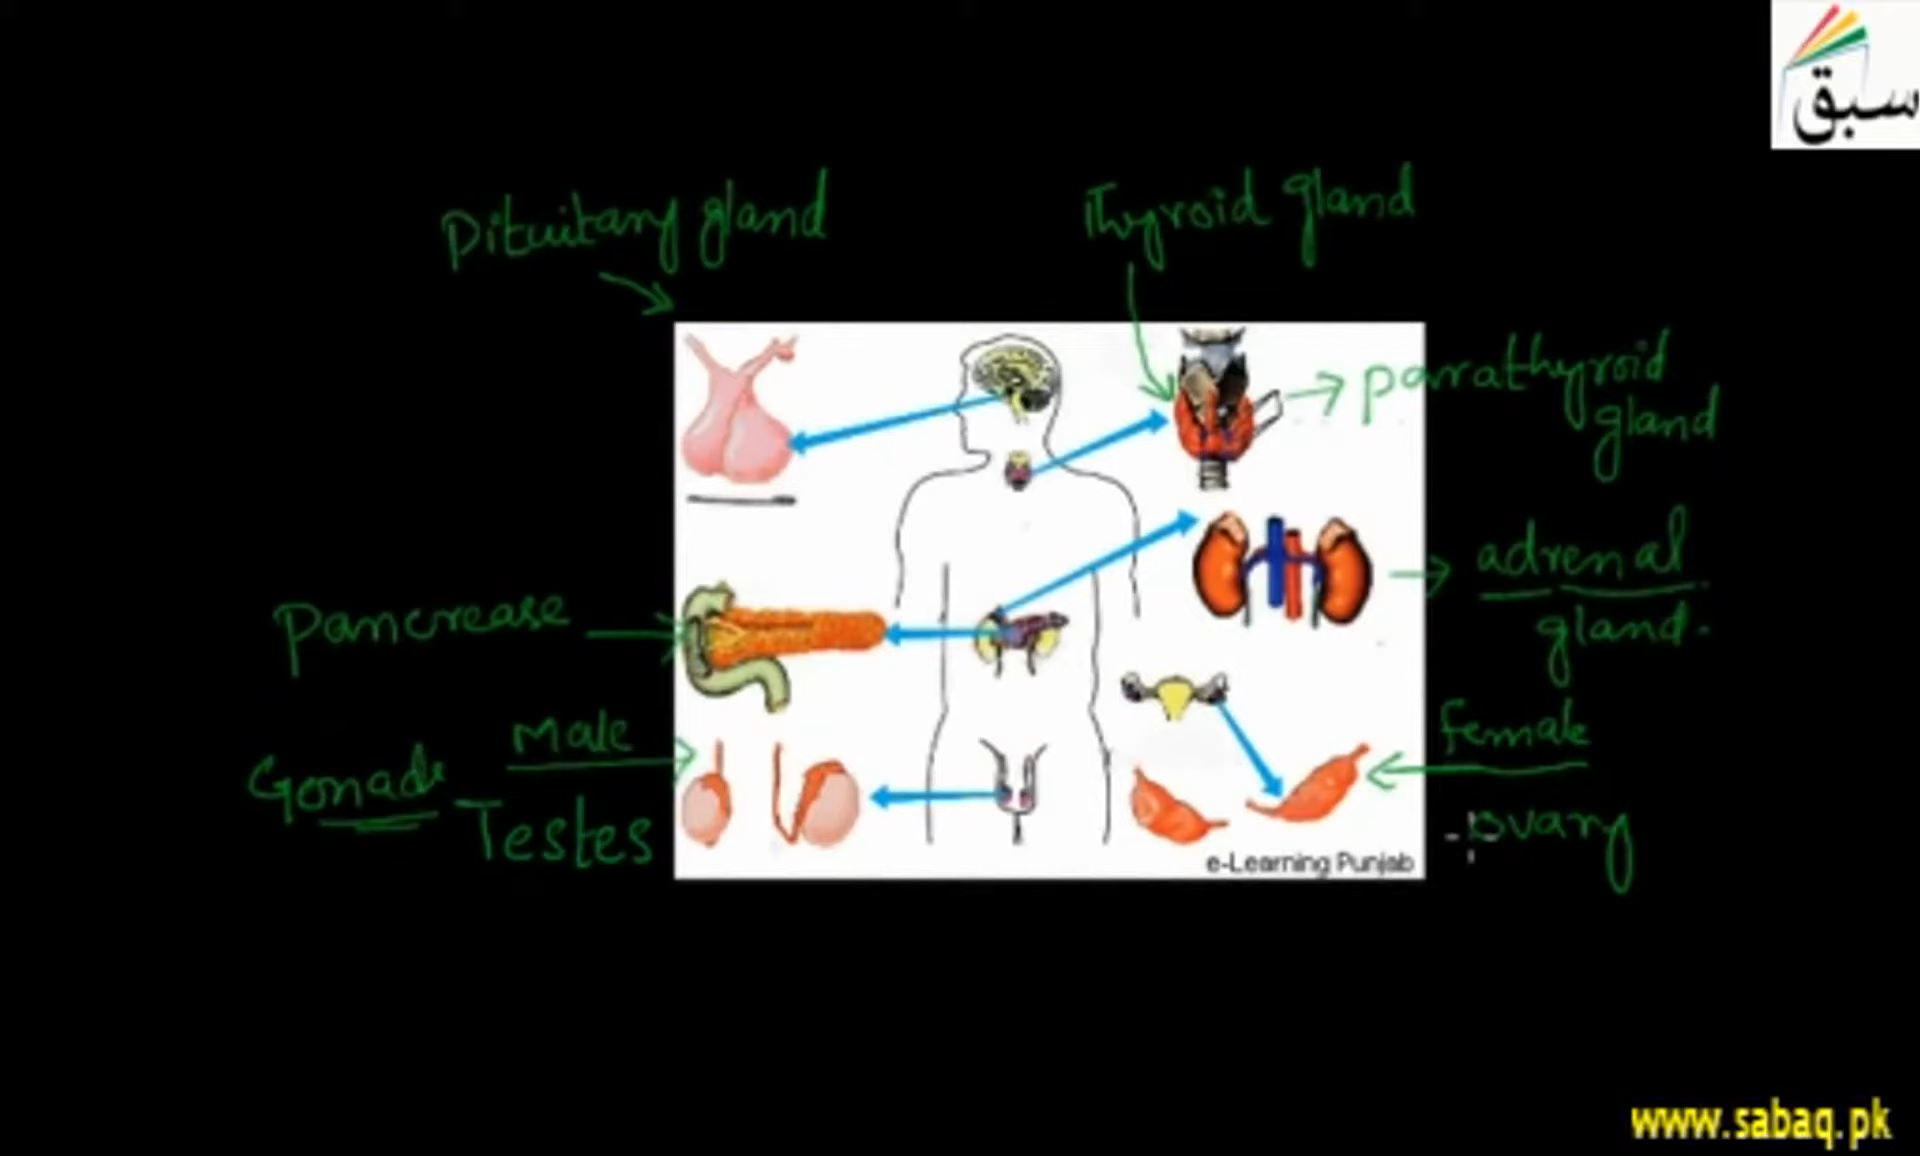 سبق
Pituitary gland
Thyroid gland
parathyroid
gland
adrenal
gland.
Pancrease
Male
Gonads
Testes
Female
ovary
e-Learning Punjab
www.sabaq.pk